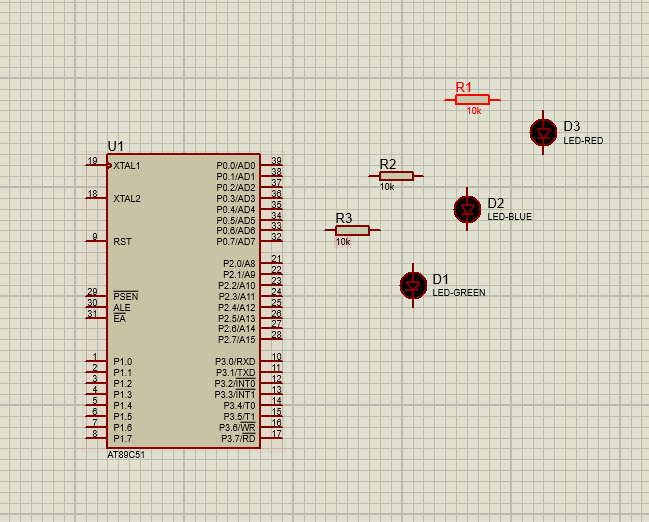 U1
19 XTAL1 P0.0/AD0 39
P0.1/AD1 38
P0.2/AD2 37
18 XTAL2 P0.3/AD3 36
P0.4/AD4 35
P0.5/AD5 34
P0.6/AD6 33
9 RST P0.7/AD7 32
P2.0/A8 21
P2.1/A9 22
P2.2/A10 23
29 PSEN P2.3/A11 24
30 ALE P2.4/A12 25
31 EA P2.5/A13 26
P2.6/A14 27
P2.7/A15 28
1 P1.0 P3.0/RXD 10
2 P1.1 P3.1/TXD 11
3 P1.2 P3.2/INT0 12
4 P1.3 P3.3/INT1 13
5 P1.4 P3.4/T0 14
6 P1.5 P3.5/T1 15
7 P1.6 P3.6/WR 16
8 P1.7 P3.7/RD 17
AT89C51
R1
10k
D3
LED-RED
R2
10k
D2
LED-BLUE
R3
10k
D1
LED-GREEN